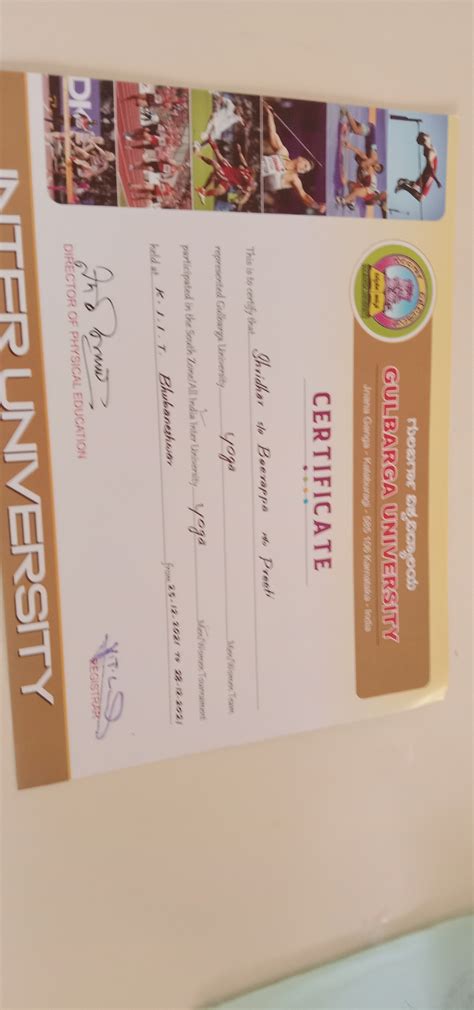 ಗುಲಬರ್ಗಾ ವಿಶ್ವವಿದ್ಯಾಲಯ
GULBARGA UNIVERSITY
Jnana Ganga - Kalaburagi - 585 106 Karnataka - India
CERTIFICATE
This is to certify that Shridhar s/o Beerappa
represented Gulbarga University Yoga Men/Women Team
participated in the South Zone/All India Inter University Yoga Men/Women Tournament
held at K.I.I.T. Bhubaneshwar from 25.12.2021 to 28.12.2021
DIRECTOR OF PHYSICAL EDUCATION
REGISTRAR
INTER UNIVERSITY